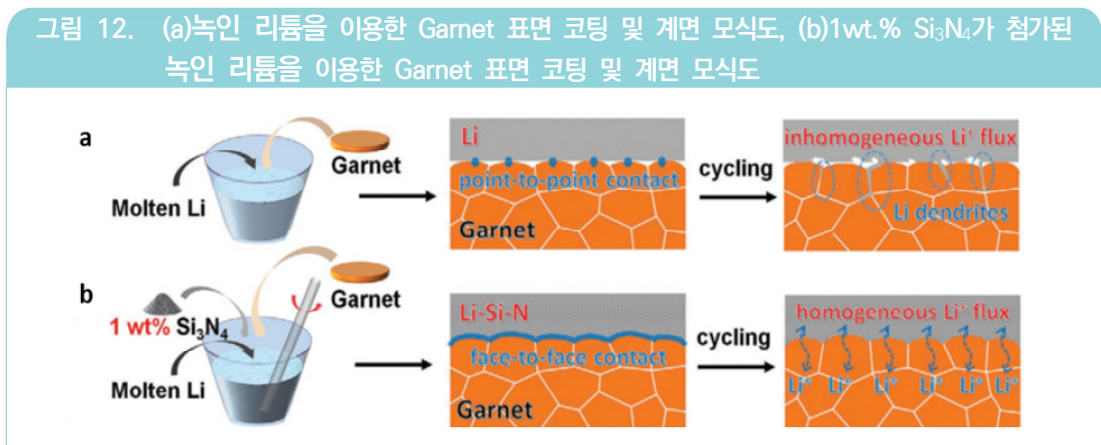 그림 12. (a)녹인 리튬을 이용한 Garnet 표면 코팅 및 계면 모식도, (b)1wt.% Si₃N₄가 첨가된
녹인 리튬을 이용한 Garnet 표면 코팅 및 계면 모식도
a
Molten Li
Garnet
Li
point-to-point contact
Garnet
cycling
inhomogeneous Li⁺ flux
Li dendrites
b
1 wt% Si₃N₄
Molten Li
Garnet
Li-Si-N
face-to-face contact
Garnet
cycling
homogeneous Li⁺ flux
Li⁺ Li⁺ Li⁺ Li⁺ Li⁺ Li⁺